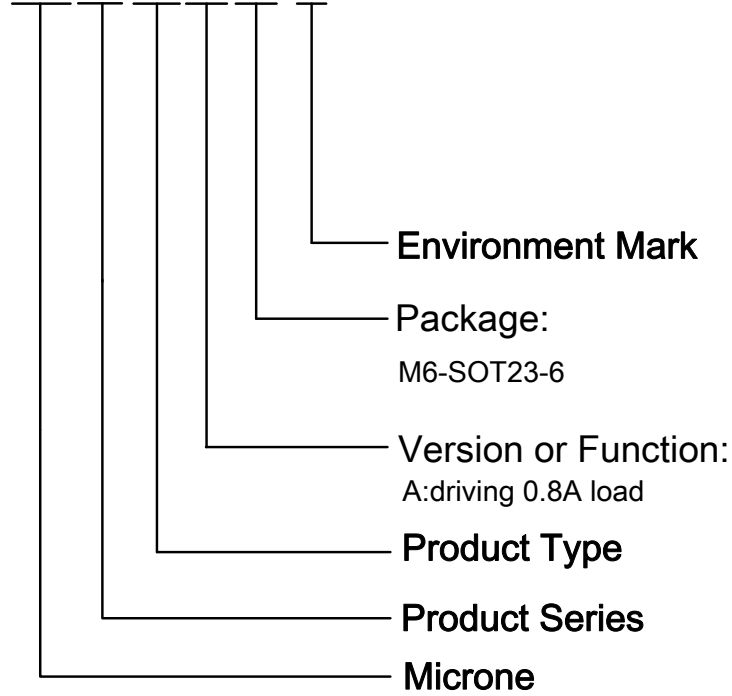 Environment Mark
Package:
M6-SOT23-6
Version or Function:
A:driving 0.8A load
Product Type
Product Series
Microne